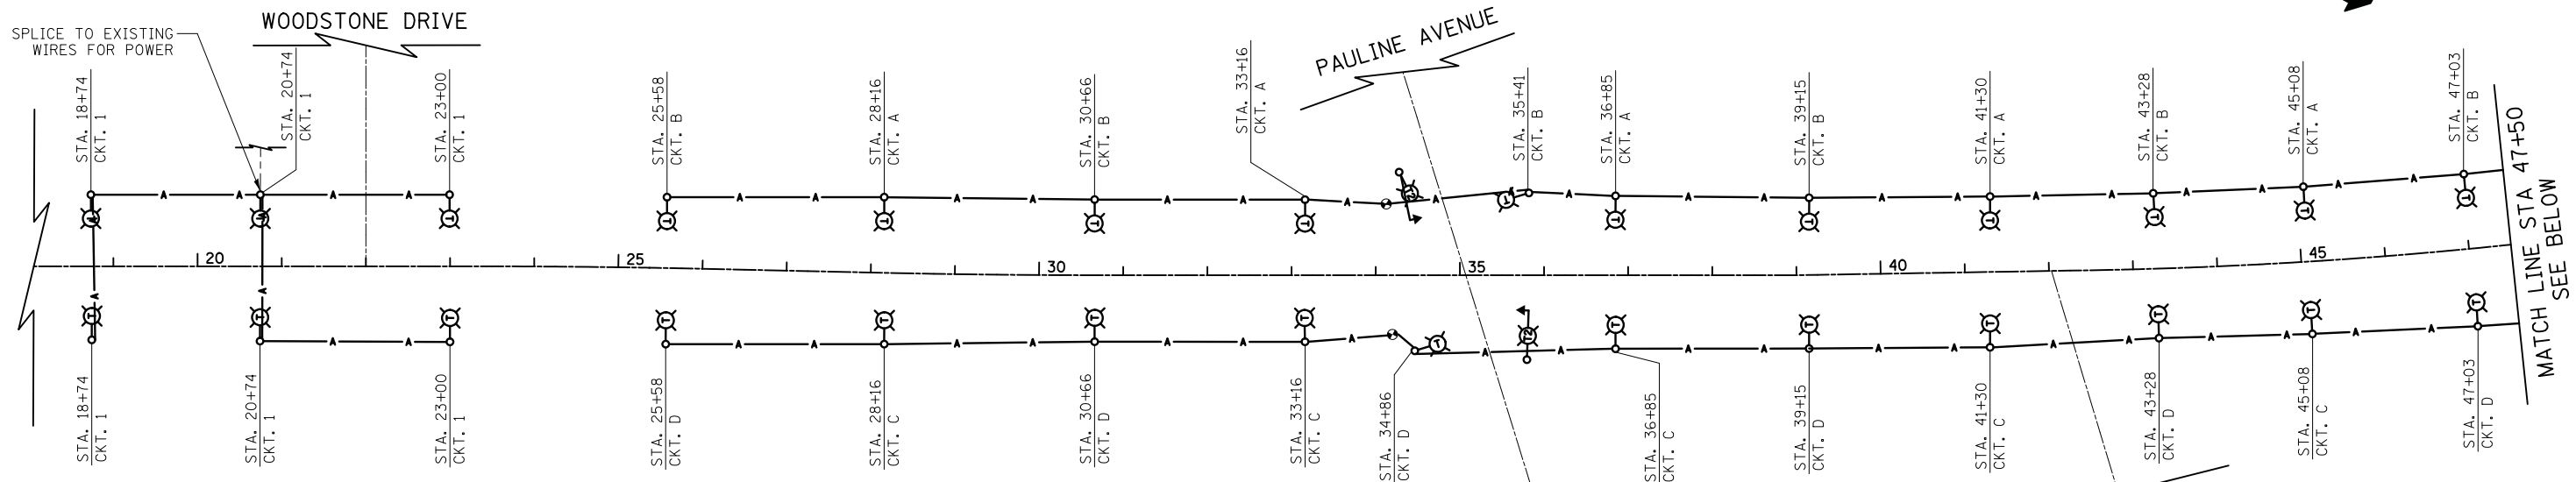 WOODSTONE DRIVE
SPLICE TO EXISTING
WIRES FOR POWER
PAULINE AVENUE
STA. 18+74
CKT. 1
STA. 20+74
CKT. 1
STA. 23+00
CKT. 1
STA. 25+58
CKT. B
STA. 28+16
CKT. A
STA. 30+66
CKT. B
STA. 33+16
CKT. A
STA. 35+41
CKT. B
STA. 36+85
CKT. A
STA. 39+15
CKT. B
STA. 41+30
CKT. A
STA. 43+28
CKT. B
STA. 45+08
CKT. A
STA. 47+03
CKT. B
20
25
30
35
40
45
MATCH LINE STA 47+50
SEE BELOW
STA. 18+74
CKT. 1
STA. 20+74
CKT. 1
STA. 23+00
CKT. 1
STA. 25+58
CKT. D
STA. 28+16
CKT. C
STA. 30+66
CKT. D
STA. 33+16
CKT. C
STA. 34+86
CKT. D
STA. 36+85
CKT. C
STA. 39+15
CKT. D
STA. 41+30
CKT. C
STA. 43+28
CKT. D
STA. 45+08
CKT. C
STA. 47+03
CKT. D